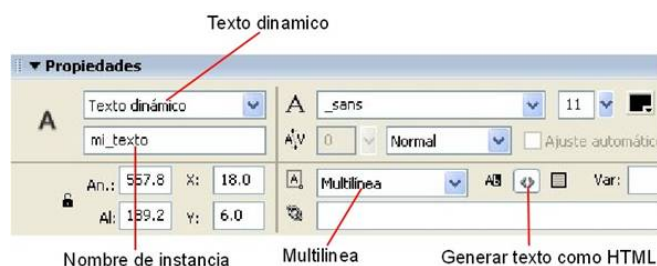 Texto dinamico
Propiedades
A Texto dinámico A _sans 11
mi_texto A V 0 Normal Ajuste automátic
An.: 557.8 X: 18.0 A Multilínea AB <> Var:
Al: 189.2 Y: 6.0
Nombre de instancia Multilinea Generar texto como HTML